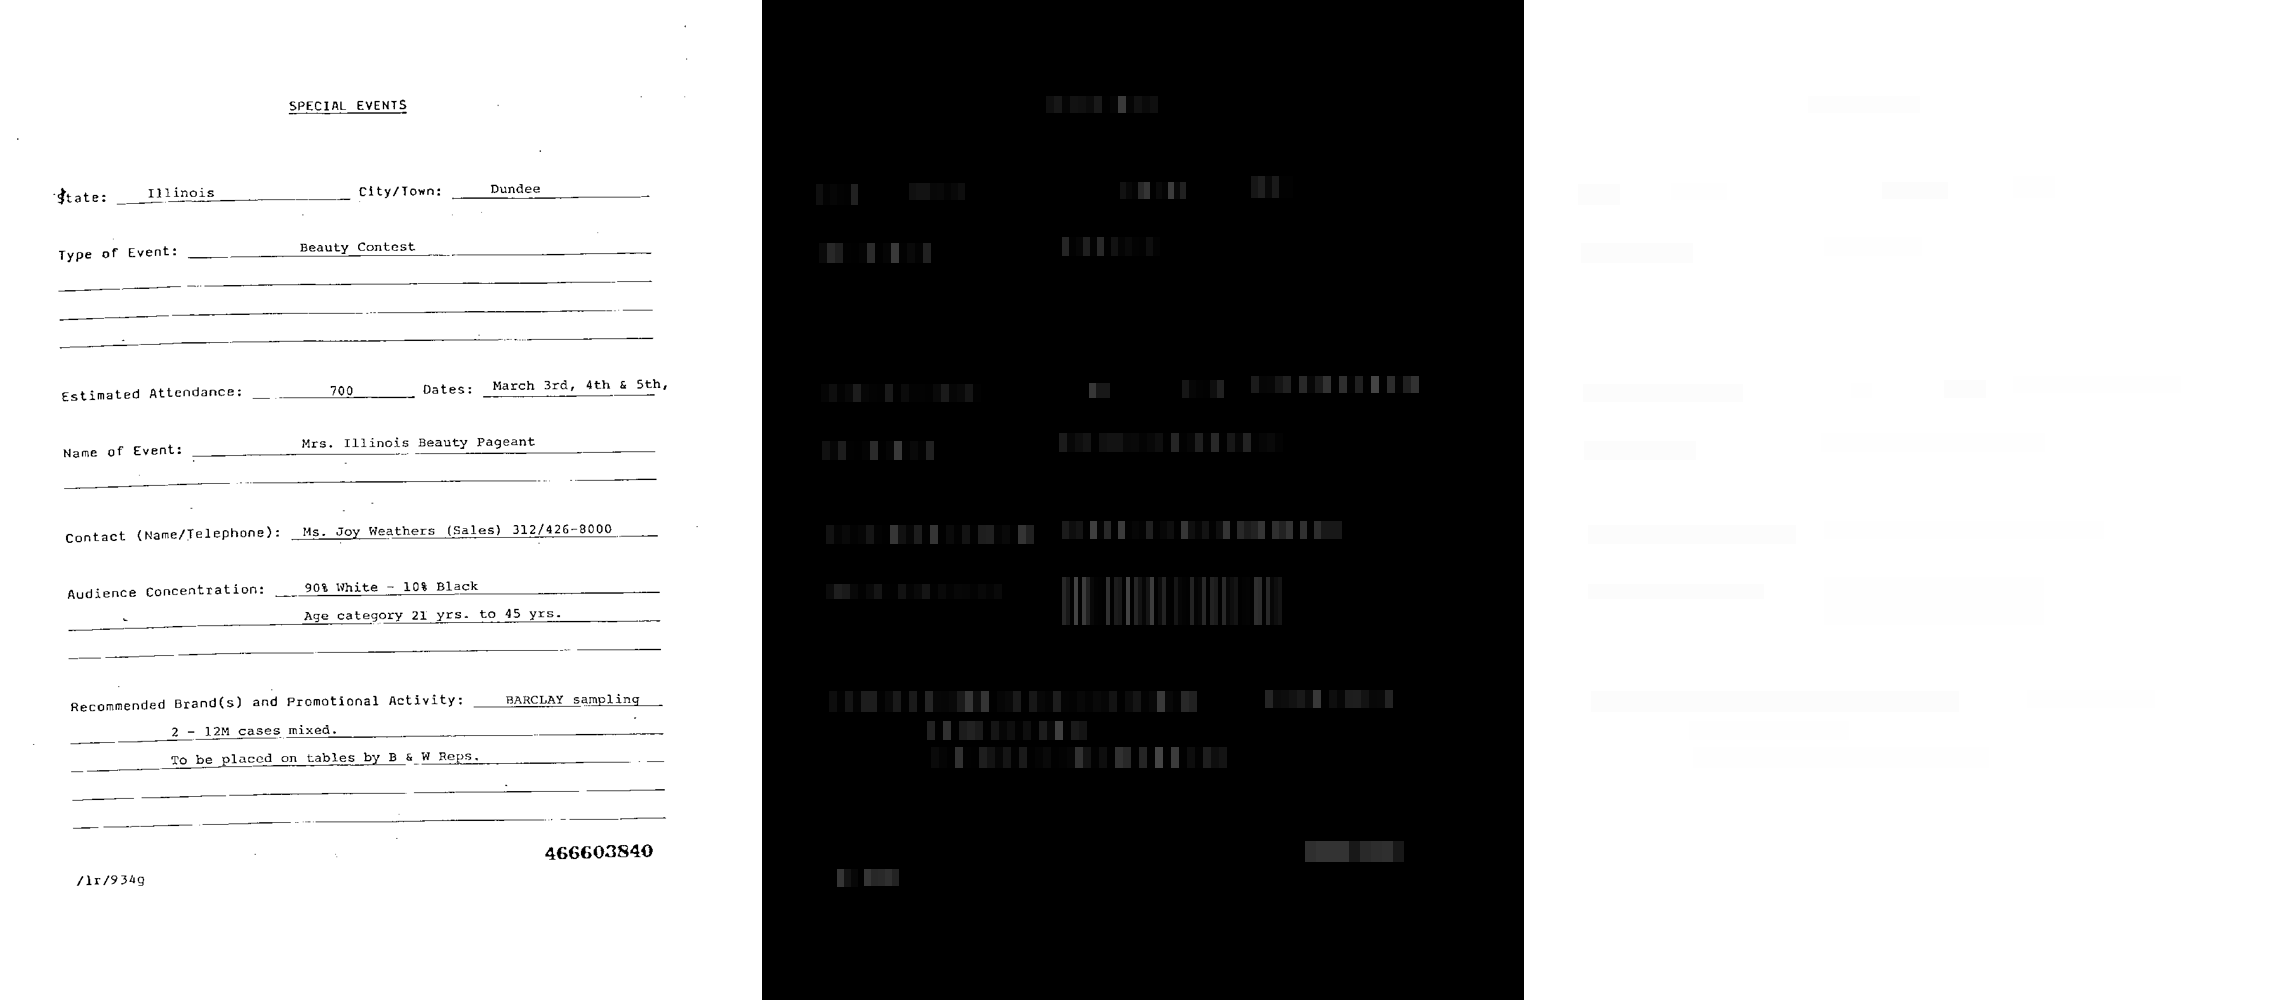 SPECIAL EVENTS
State: Illinois City/Town: Dundee
Type of Event: Beauty Contest
Estimated Attendance: 700 Dates: March 3rd, 4th & 5th,
Name of Event: Mrs. Illinois Beauty Pageant
Contact (Name/Telephone): Ms. Joy Weathers (Sales) 312/426-8000
Audience Concentration: 90% White - 10% Black
Age category 21 yrs. to 45 yrs.
Recommended Brand(s) and Promotional Activity: BARCLAY sampling
2 - 12M cases mixed.
To be placed on tables by B & W Reps.
466603840
/lr/934g